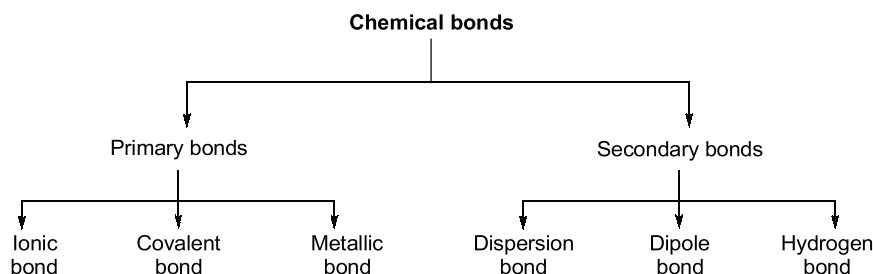 Chemical bonds
Primary bonds
Secondary bonds
Ionic
bond
Covalent
bond
Metallic
bond
Dispersion
bond
Dipole
bond
Hydrogen
bond